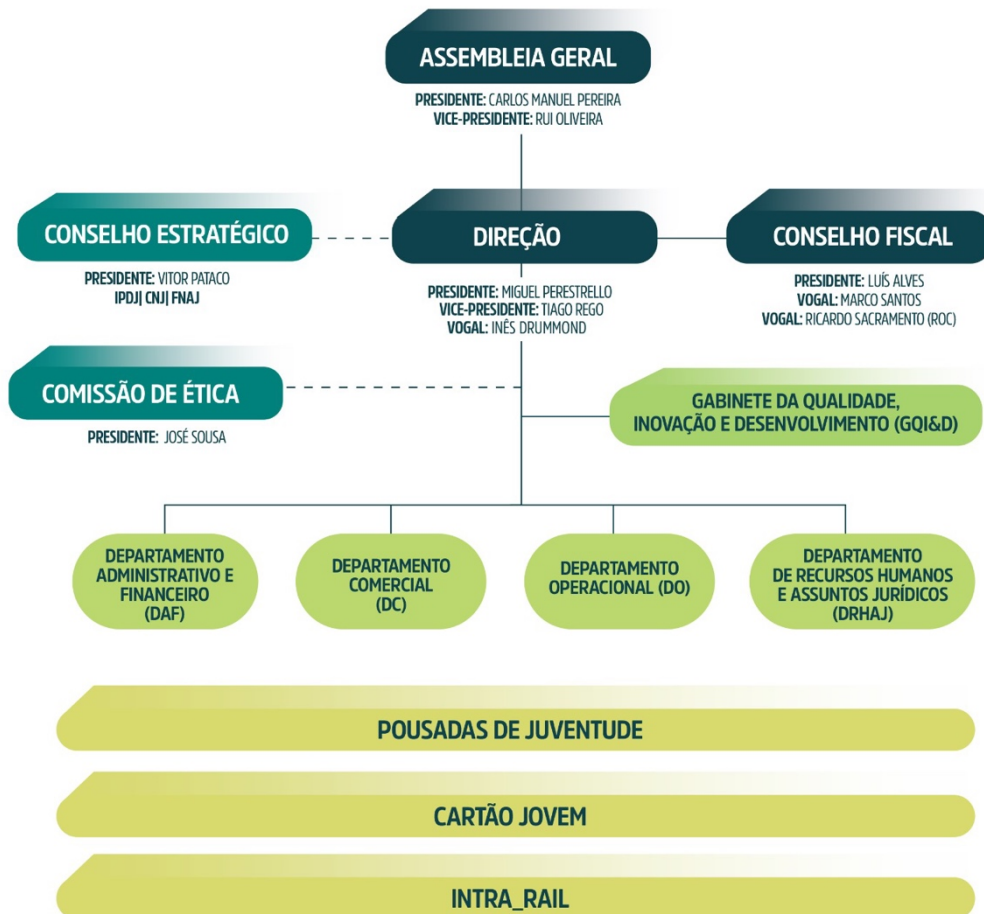 ASSEMBLEIA GERAL
PRESIDENTE: CARLOS MANUEL PEREIRA
VICE-PRESIDENTE: RUI OLIVEIRA
CONSELHO ESTRATÉGICO
PRESIDENTE: VITOR PATACO
IPDJ| CNJ| FNAJ
DIREÇÃO
PRESIDENTE: MIGUEL PERESTRELLO
VICE-PRESIDENTE: TIAGO REGO
VOGAL: INÊS DRUMMOND
CONSELHO FISCAL
PRESIDENTE: LUÍS ALVES
VOGAL: MARCO SANTOS
VOGAL: RICARDO SACRAMENTO (ROC)
COMISSÃO DE ÉTICA
PRESIDENTE: JOSÉ SOUSA
GABINETE DA QUALIDADE,
INOVAÇÃO E DESENVOLVIMENTO (GQI&D)
DEPARTAMENTO
ADMINISTRATIVO E
FINANCEIRO
(DAF)
DEPARTAMENTO
COMERCIAL
(DC)
DEPARTAMENTO
OPERACIONAL (DO)
DEPARTAMENTO
DE RECURSOS HUMANOS
E ASSUNTOS JURÍDICOS
(DRHAJ)
POUSADAS DE JUVENTUDE
CARTÃO JOVEM
INTRA_RAIL